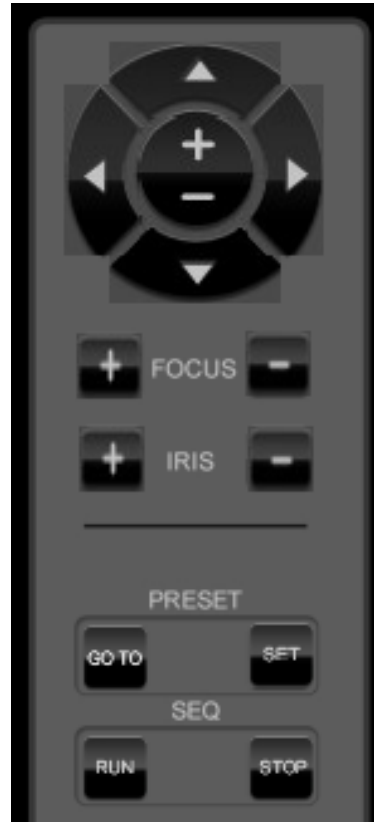 +
−
+ FOCUS -
+ IRIS -
PRESET
GO TO SET
SEQ
RUN STOP